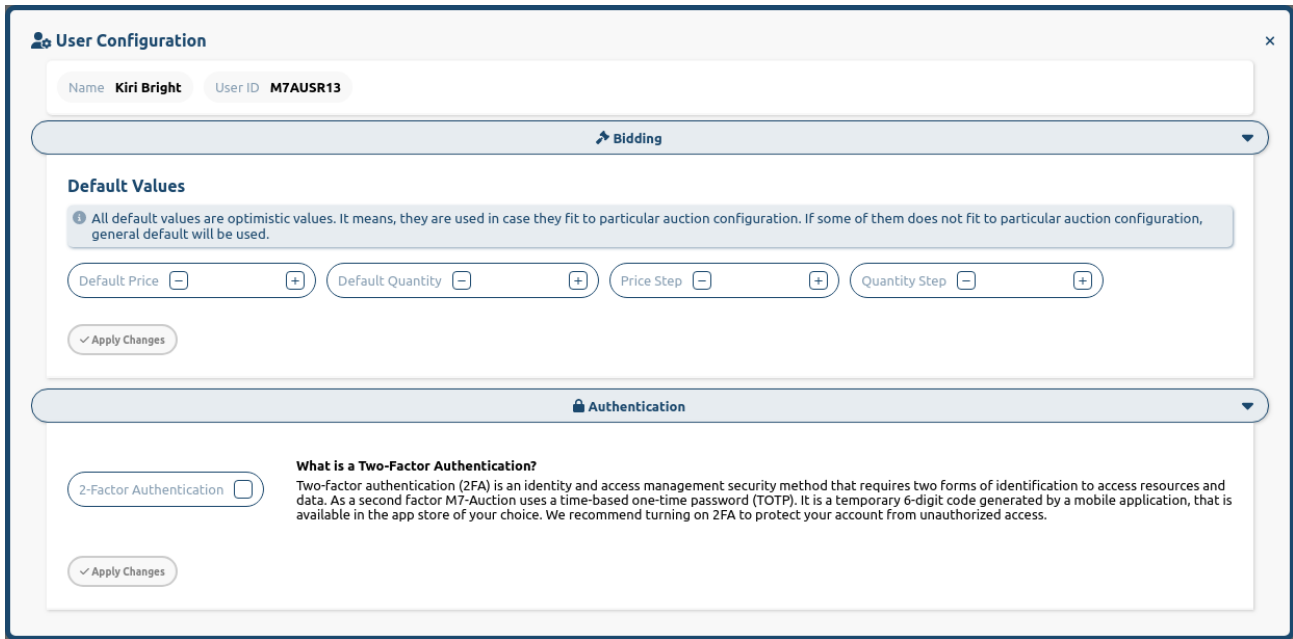 User Configuration
Name Kiri Bright User ID M7AUSR13
Bidding
Default Values
All default values are optimistic values. It means, they are used in case they fit to particular auction configuration. If some of them does not fit to particular auction configuration,
general default will be used.
Default Price Default Quantity Price Step Quantity Step
Apply Changes
Authentication
What is a Two-Factor Authentication?
2-Factor Authentication
Two-factor authentication (2FA) is an identity and access management security method that requires two forms of identification to access resources and
data. As a second factor M7-Auction uses a time-based one-time password (TOTP). It is a temporary 6-digit code generated by a mobile application, that is
available in the app store of your choice. We recommend turning on 2FA to protect your account from unauthorized access.
Apply Changes